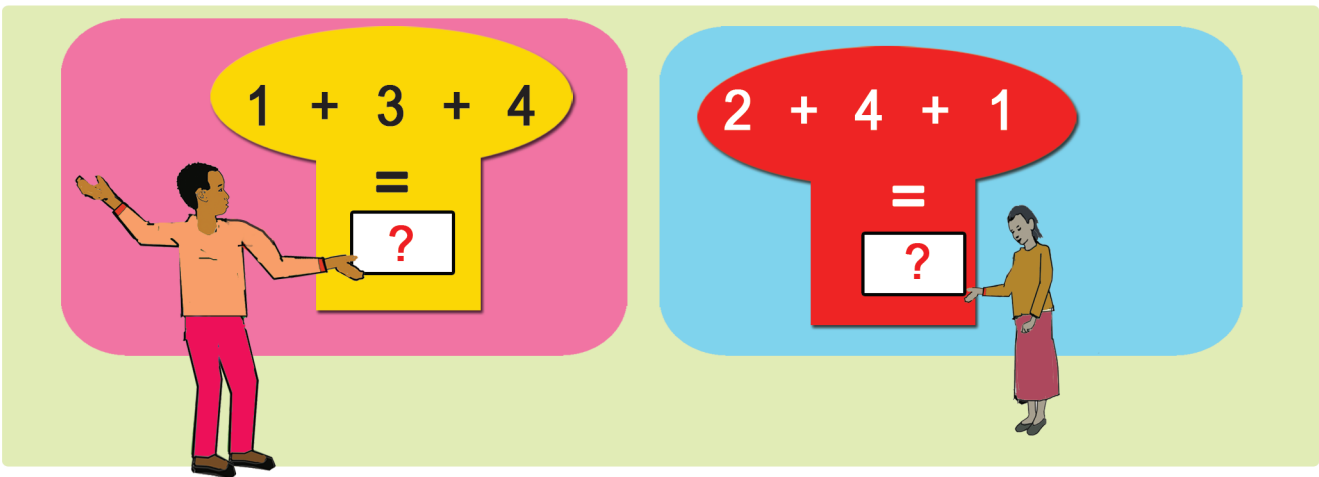 1 + 3 + 4
=
?
2 + 4 + 1
=
?